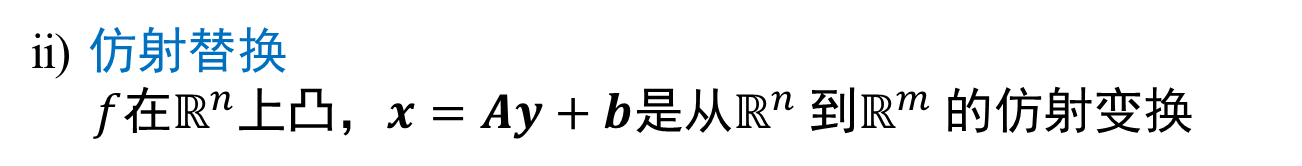 ii) 仿射替换
f在ℝⁿ上凸，x = Ay + b是从ℝⁿ 到ℝᵐ 的仿射变换